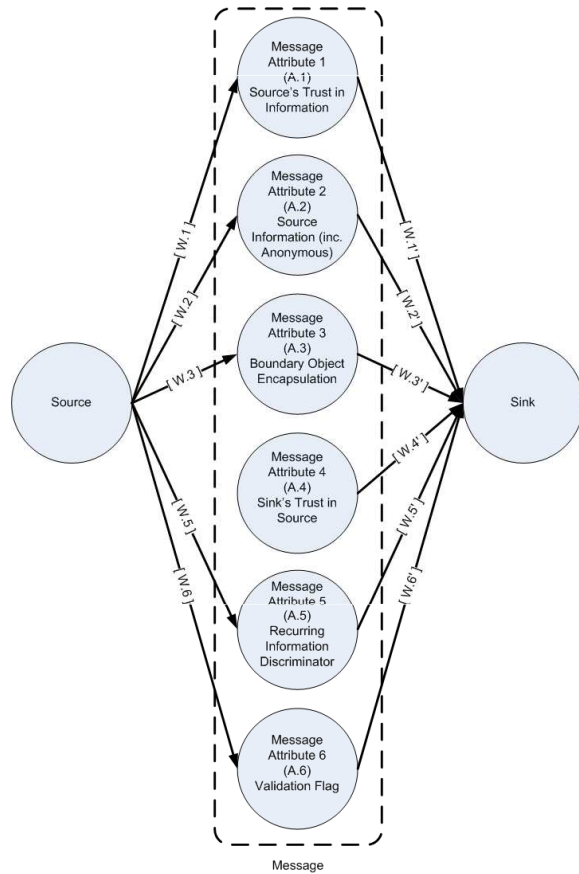 Message
Attribute 1
(A.1)
Source's Trust in
Information
[ W.1 ]
[ W.1' ]
Message
Attribute 2
(A.2)
Source
Information (inc.
Anonymous)
[ W.2 ]
[ W.2' ]
Message
Attribute 3
(A.3)
Boundary Object
Encapsulation
[ W.3 ]
[ W.3' ]
Source
Sink
Message
Attribute 4
(A.4)
Sink's Trust in
Source
[ W.4' ]
Message
Attribute 5
(A.5)
Recurring
Information
Discriminator
[ W.5 ]
[ W.5' ]
[ W.6 ]
[ W.6' ]
Message
Attribute 6
(A.6)
Validation Flag
Message